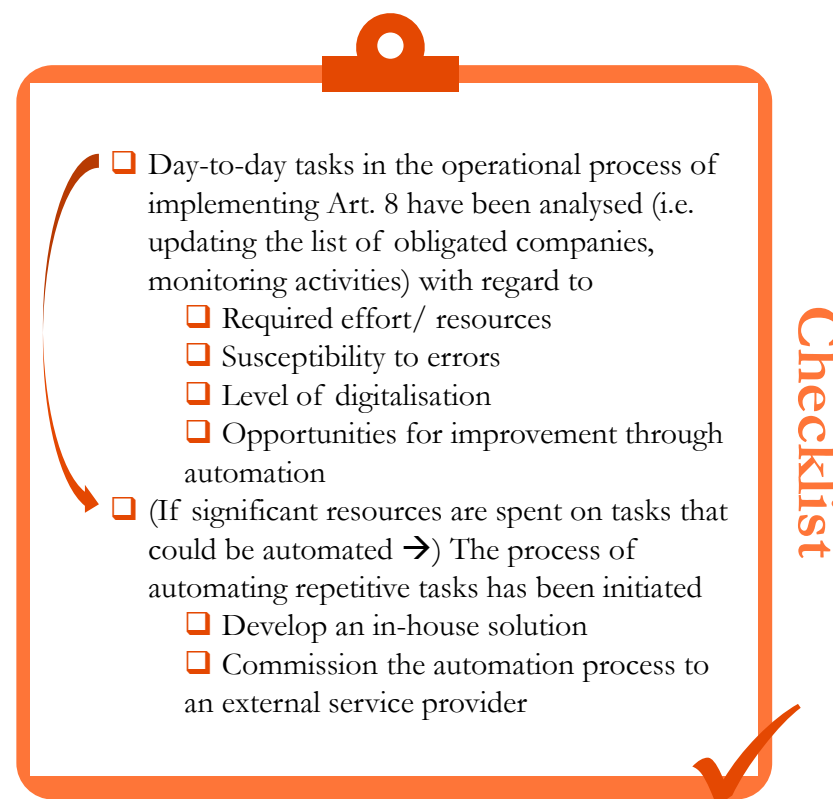 Day-to-day tasks in the operational process of
implementing Art. 8 have been analysed (i.e.
updating the list of obligated companies,
monitoring activities) with regard to
Required effort/ resources
Susceptibility to errors
Level of digitalisation
Opportunities for improvement through
automation
(If significant resources are spent on tasks that
could be automated →) The process of
automating repetitive tasks has been initiated
Develop an in-house solution
Commission the automation process to
an external service provider
Checklist